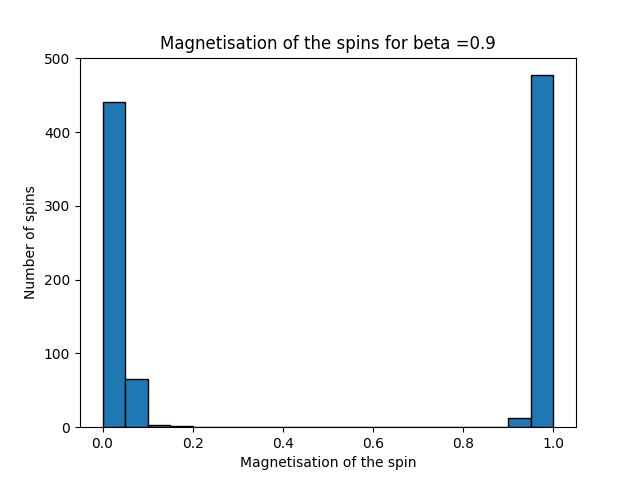 Magnetisation of the spins for beta =0.9
500
400
300
200
100
0
Number of spins
0.0 0.2 0.4 0.6 0.8 1.0
Magnetisation of the spin